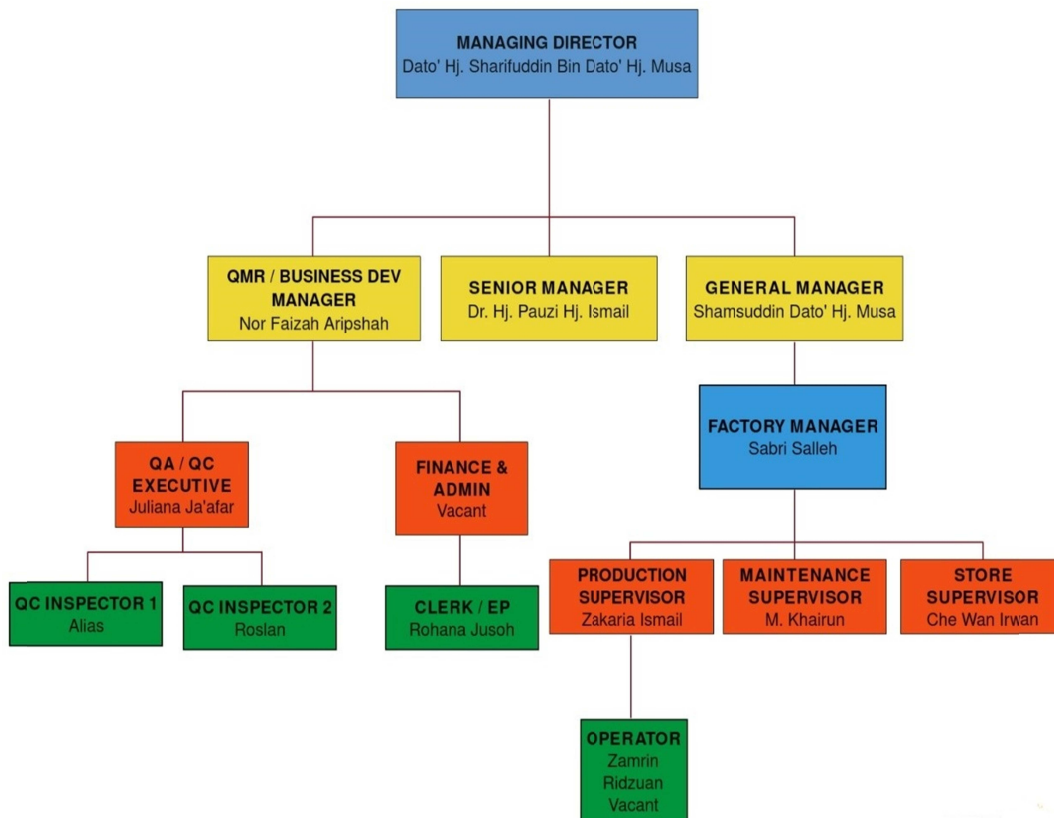 MANAGING DIRECTOR
Dato' Hj. Sharifuddin Bin Dato' Hj. Musa
QMR / BUSINESS DEV
MANAGER
Nor Faizah Aripshah
SENIOR MANAGER
Dr. Hj. Pauzi Hj. Ismail
GENERAL MANAGER
Shamsuddin Dato' Hj. Musa
FACTORY MANAGER
Sabri Salleh
QA / QC
EXECUTIVE
Juliana Ja'afar
FINANCE &
ADMIN
Vacant
QC INSPECTOR 1
Alias
QC INSPECTOR 2
Roslan
CLERK / EP
Rohana Jusoh
PRODUCTION
SUPERVISOR
Zakaria Ismail
MAINTENANCE
SUPERVISOR
M. Khairun
STORE
SUPERVISOR
Che Wan Irwan
OPERATOR
Zamrin
Ridzuan
Vacant